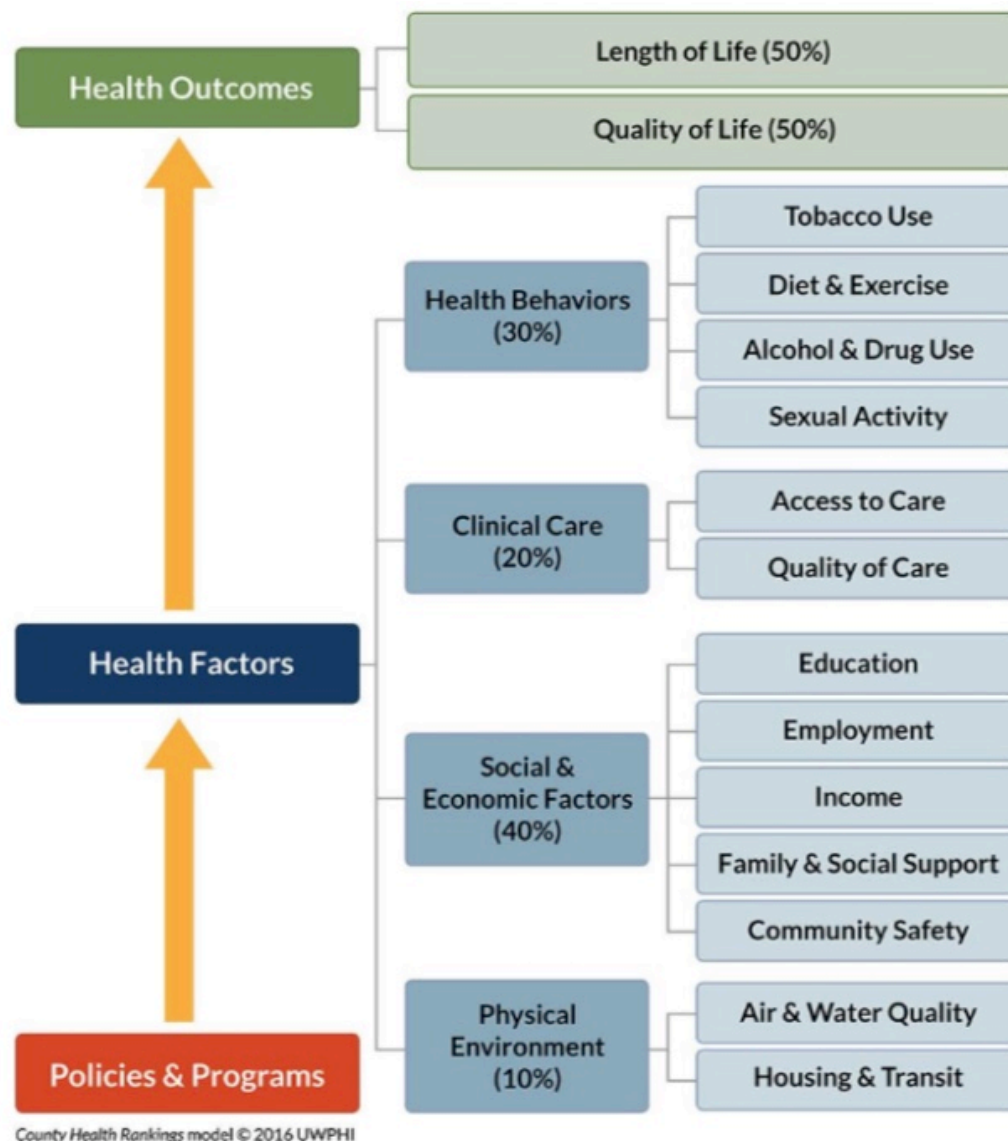 Health Outcomes
Length of Life (50%)
Quality of Life (50%)
Tobacco Use
Health Behaviors
(30%)
Diet & Exercise
Alcohol & Drug Use
Sexual Activity
Clinical Care
(20%)
Access to Care
Quality of Care
Health Factors
Social &
Economic Factors
(40%)
Education
Employment
Income
Family & Social Support
Community Safety
Physical
Environment
(10%)
Air & Water Quality
Housing & Transit
Policies & Programs
County Health Rankings model © 2016 UWPHI